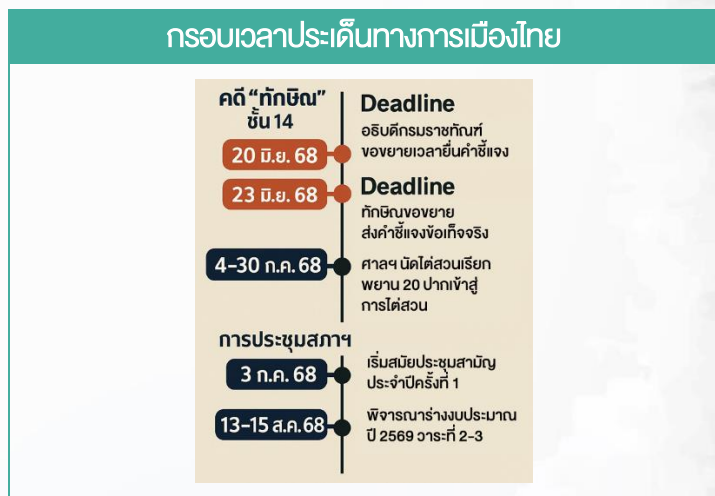 กรอบเวลาประเด็นทางการเมืองไทย
คดี “ทักษิณ”
ชั้น 14
20 มิ.ย. 68
Deadline
อธิบดีกรมราชทัณฑ์
ขอขยายเวลายื่นคำชี้แจง
23 มิ.ย. 68
Deadline
ทักษิณขอขยาย
ส่งคำชี้แจงข้อเท็จจริง
4-30 ก.ค. 68
ศาลฯ นัดไต่สวนเรียก
พยาน 20 ปากเข้าสู่
การไต่สวน
การประชุมสภาฯ
3 ก.ค. 68
เริ่มสมัยประชุมสามัญ
ประจำปีครั้งที่ 1
13-15 ส.ค.68
พิจารณาร่างงบประมาณ
ปี 2569 วาระที่ 2-3